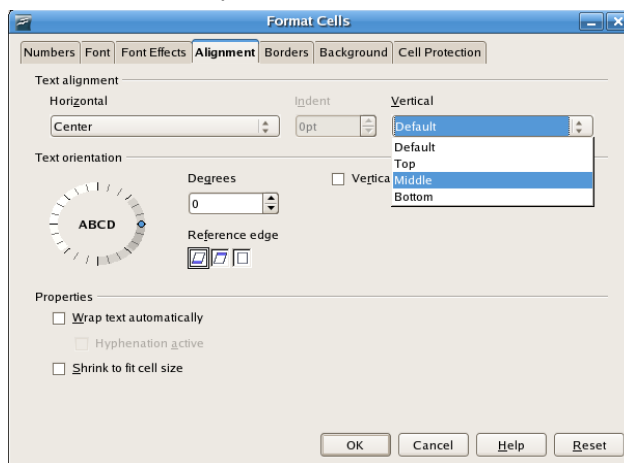 Format Cells
Numbers Font Font Effects Alignment Borders Background Cell Protection
Text alignment
Horizontal Indent Vertical
Center 0pt Default
Default
Top
Middle
Bottom
Text orientation
Degrees
0
ABCD
Reference edge
Properties
Wrap text automatically
Hyphenation active
Shrink to fit cell size
OK Cancel Help Reset